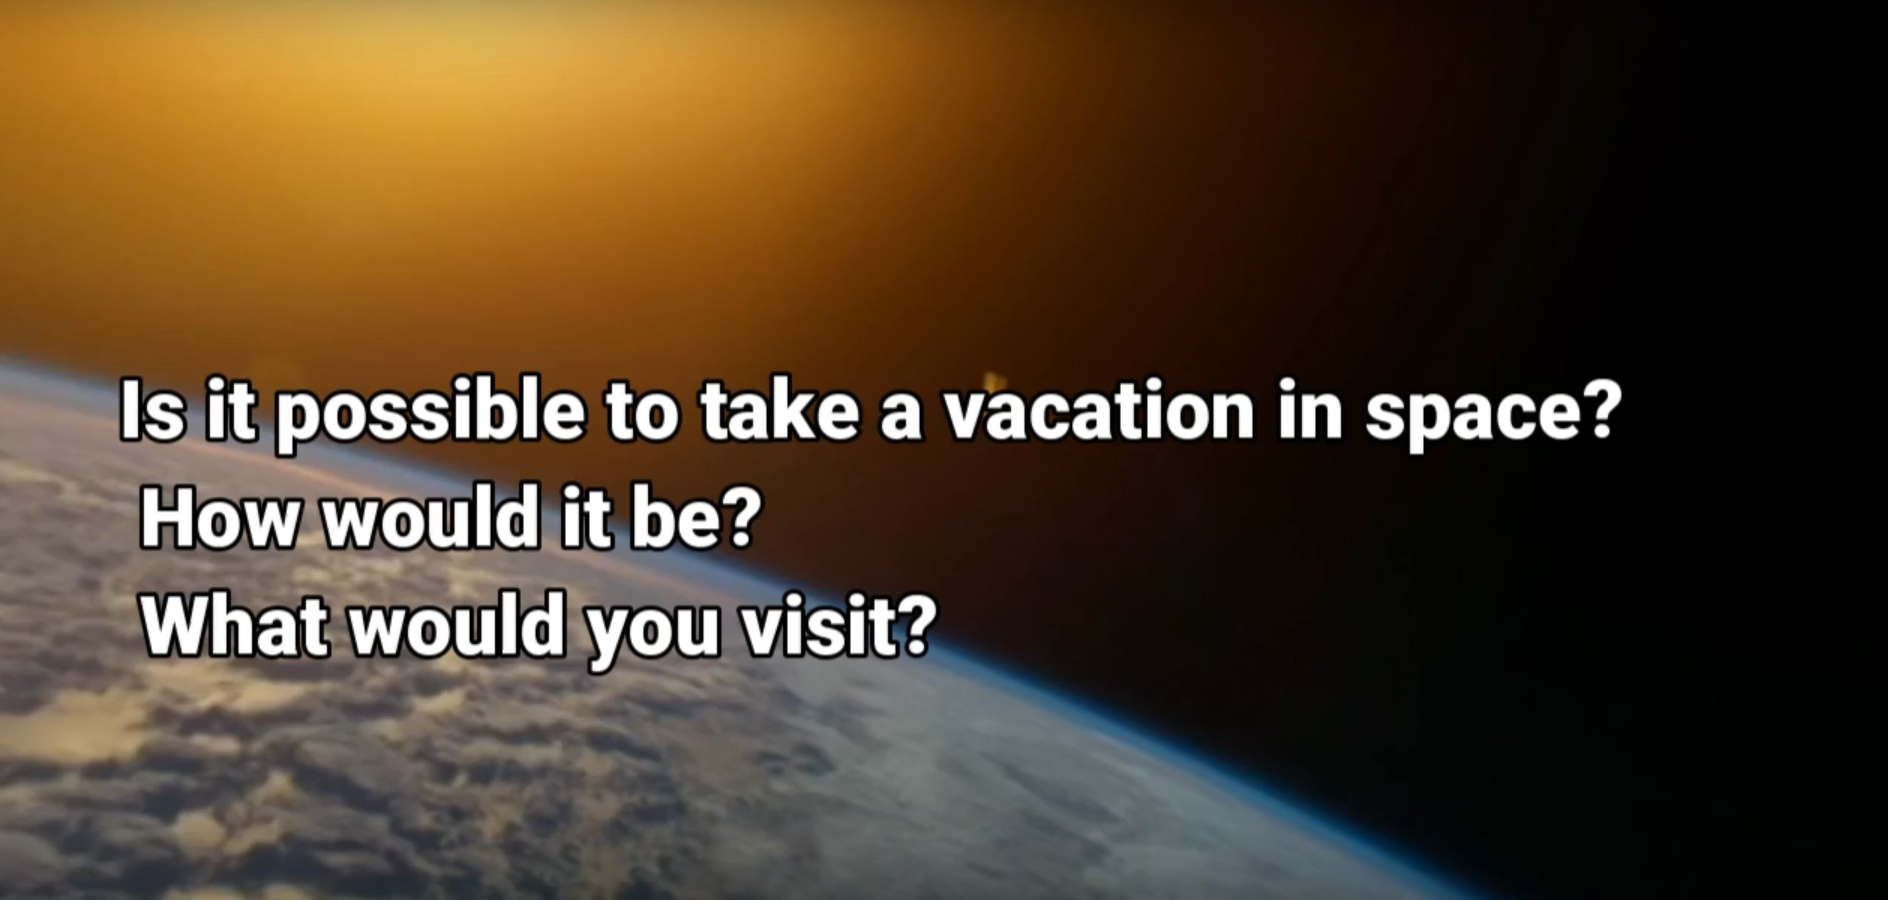 Is it possible to take a vacation in space?
How would it be?
What would you visit?